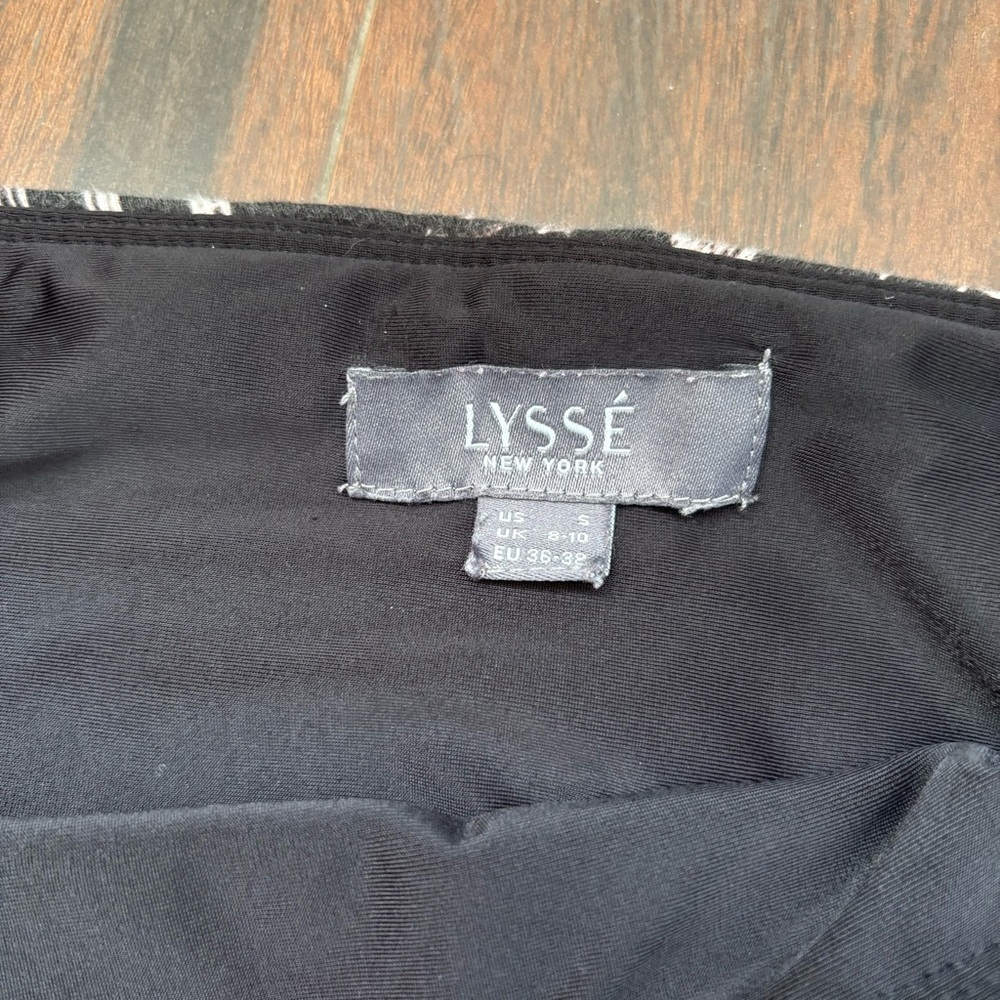 LYSSÉ
NEW YORK
US S
UK 8-10
EU 36-38